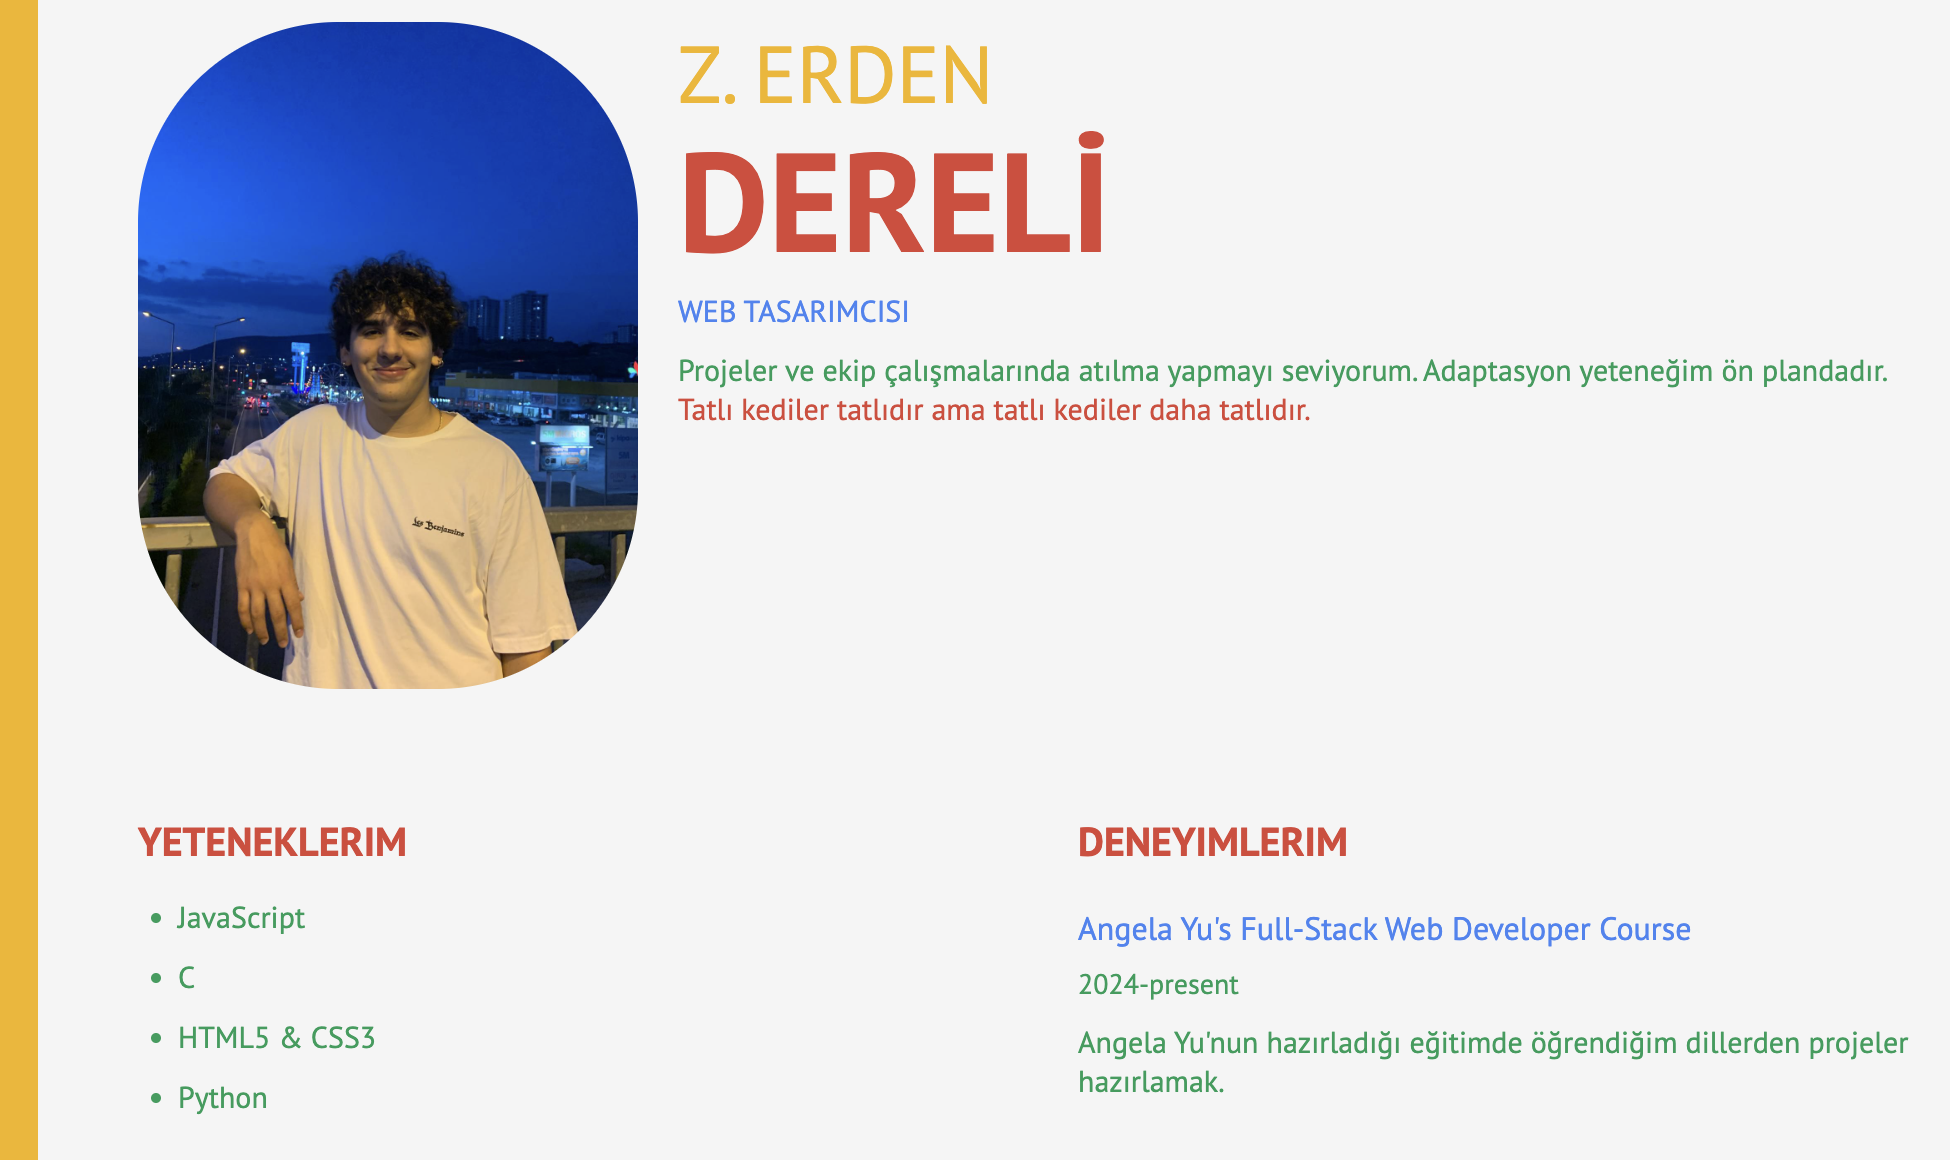 Z. ERDEN
DERELİ
WEB TASARIMCISI
Projeler ve ekip çalışmalarında atılma yapmayı seviyorum. Adaptasyon yeteneğim ön plandadır.
Tatlı kediler tatlıdır ama tatlı kediler daha tatlıdır.
Les Benjamins
YETENEKLERIM
JavaScript
C
HTML5 & CSS3
Python
DENEYIMLERIM
Angela Yu's Full-Stack Web Developer Course
2024-present
Angela Yu'nun hazırladığı eğitimde öğrendiğim dillerden projeler
hazırlamak.